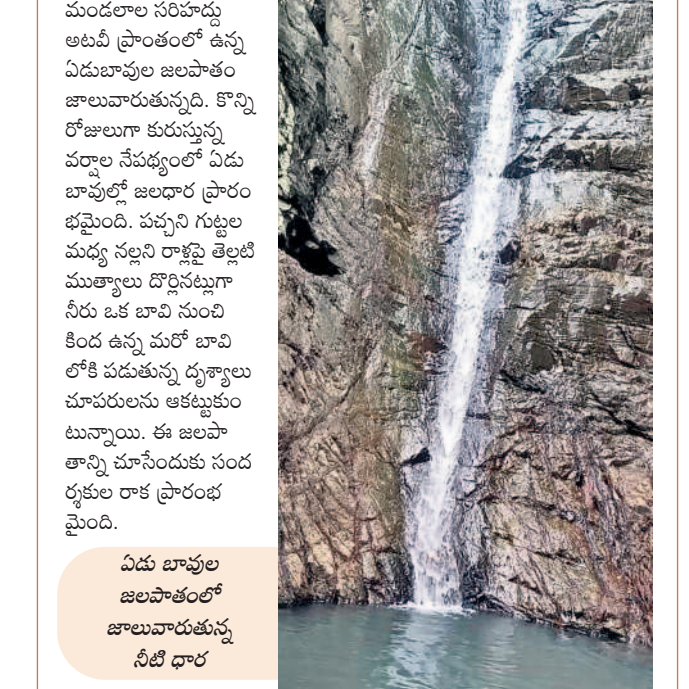 మండలాల సరిహద్దు
అటవీ ప్రాంతంలో ఉన్న
ఏడుబావుల జలపాతం
జాలువారుతున్నది. కొన్ని
రోజులుగా కురుస్తున్న
వర్షాల నేపథ్యంలో ఏడు
బావుల్లో జలధార ప్రారం
భమైంది. పచ్చని గుట్టల
మధ్య నల్లని రాళ్లపై తెల్లటి
ముత్యాలు దొర్లినట్లుగా
నీరు ఒక బావి నుంచి
కింద ఉన్న మరో బావి
లోకి పడుతున్న దృశ్యాలు
చూపరులను ఆకట్టుకుం
టున్నాయి. ఈ జలపా
తాన్ని చూసేందుకు సంద
ర్శకుల రాక ప్రారంభ
మైంది.
ఏడు బావుల
జలపాతంలో
జాలువారుతున్న
నీటి ధార